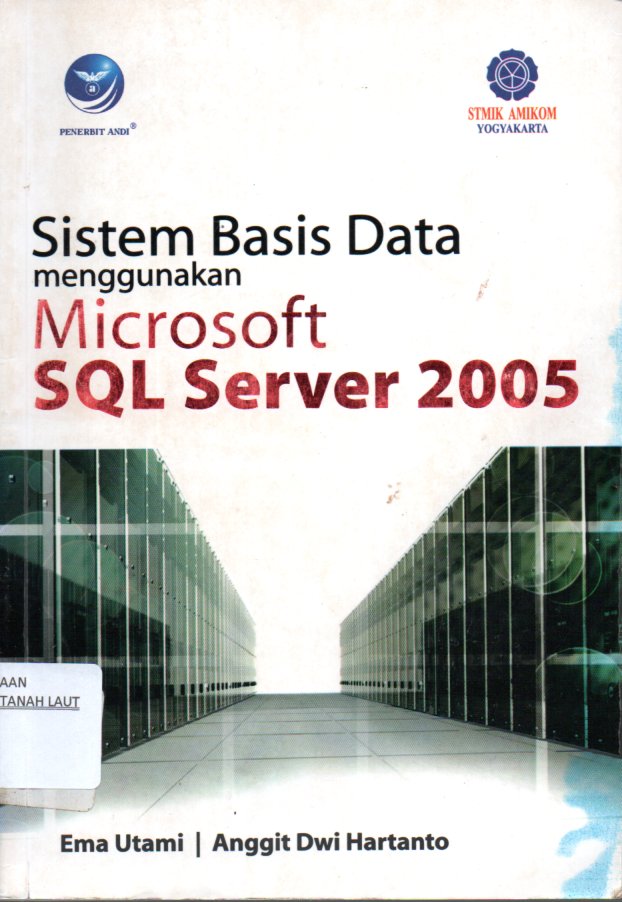 PENERBIT ANDI®
STMIK AMIKOM
YOGYAKARTA
Sistem Basis Data
menggunakan
Microsoft
SQL Server 2005
AAN
TANAH LAUT
Ema Utami | Anggit Dwi Hartanto